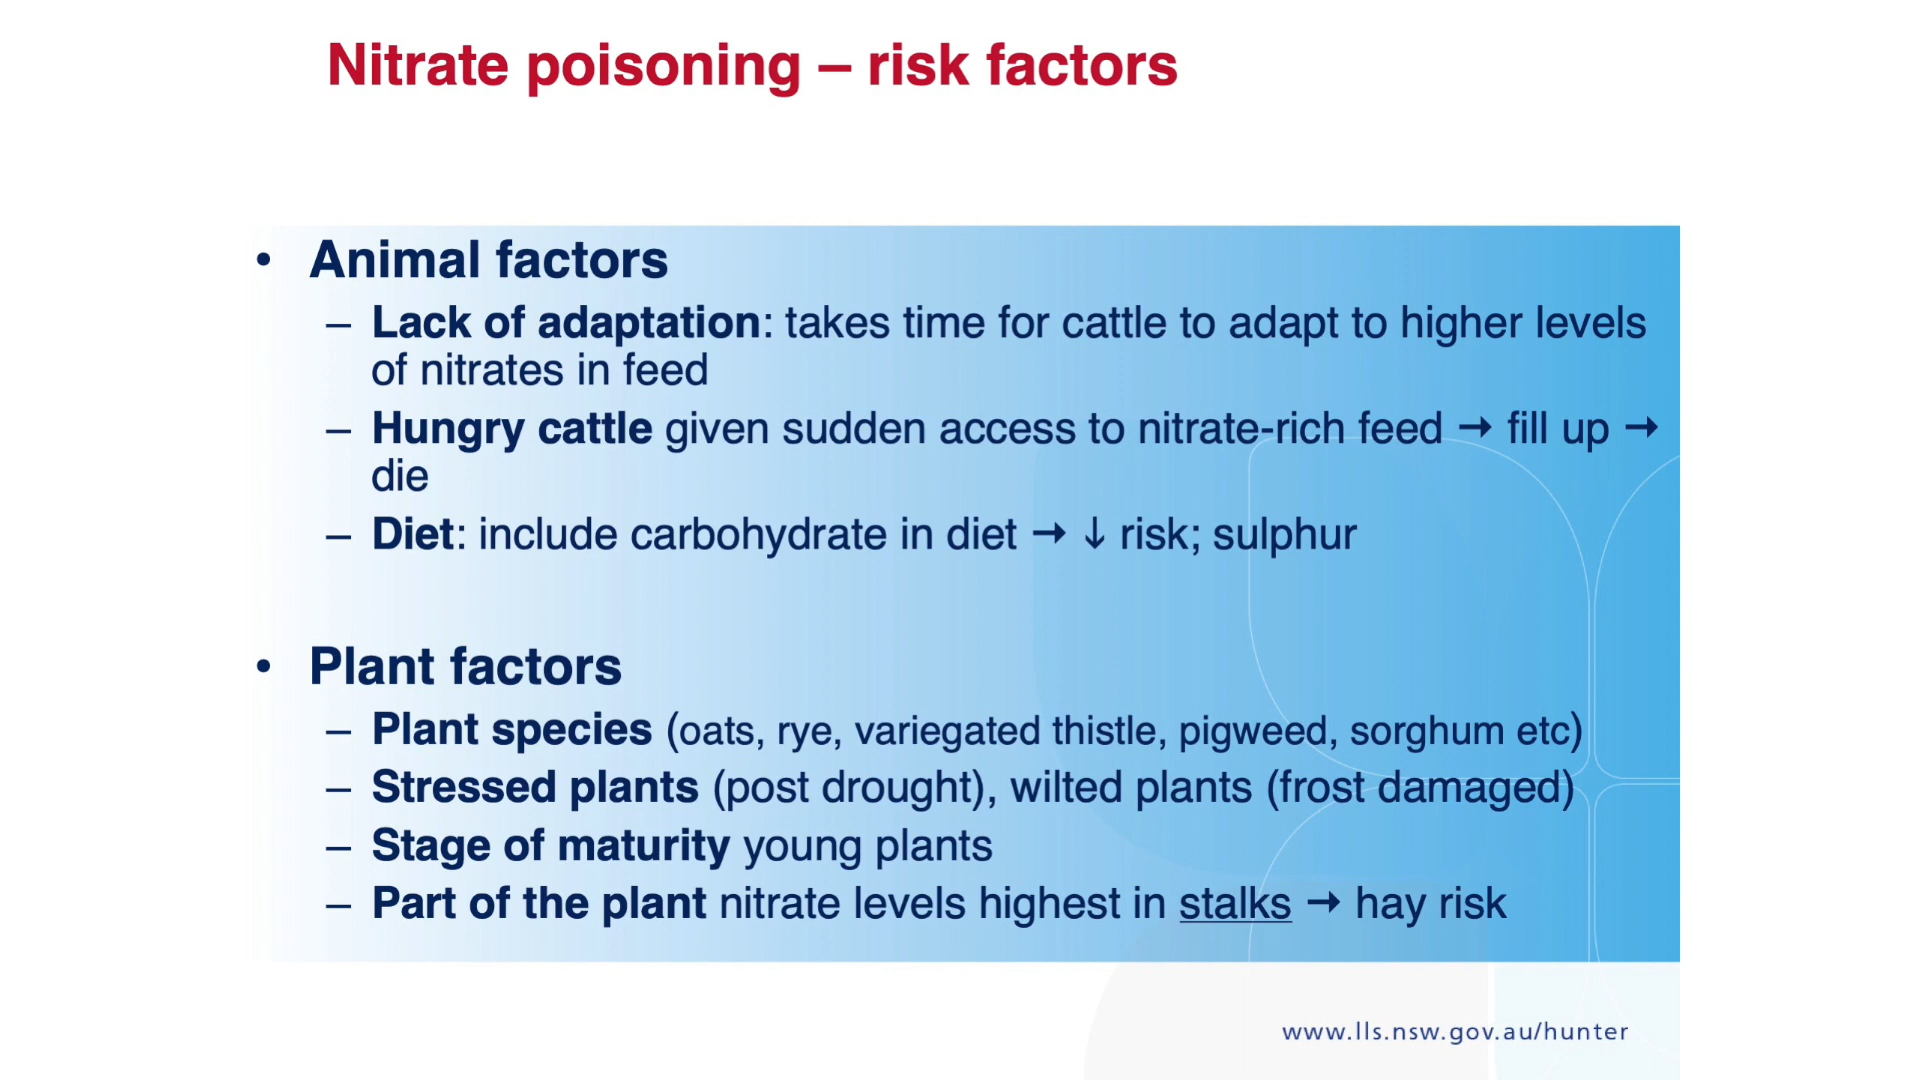 Nitrate poisoning – risk factors
• Animal factors
– Lack of adaptation: takes time for cattle to adapt to higher levels
of nitrates in feed
– Hungry cattle given sudden access to nitrate-rich feed → fill up →
die
– Diet: include carbohydrate in diet → ↓ risk; sulphur
• Plant factors
– Plant species (oats, rye, variegated thistle, pigweed, sorghum etc)
– Stressed plants (post drought), wilted plants (frost damaged)
– Stage of maturity young plants
– Part of the plant nitrate levels highest in stalks → hay risk
www.lls.nsw.gov.au/hunter